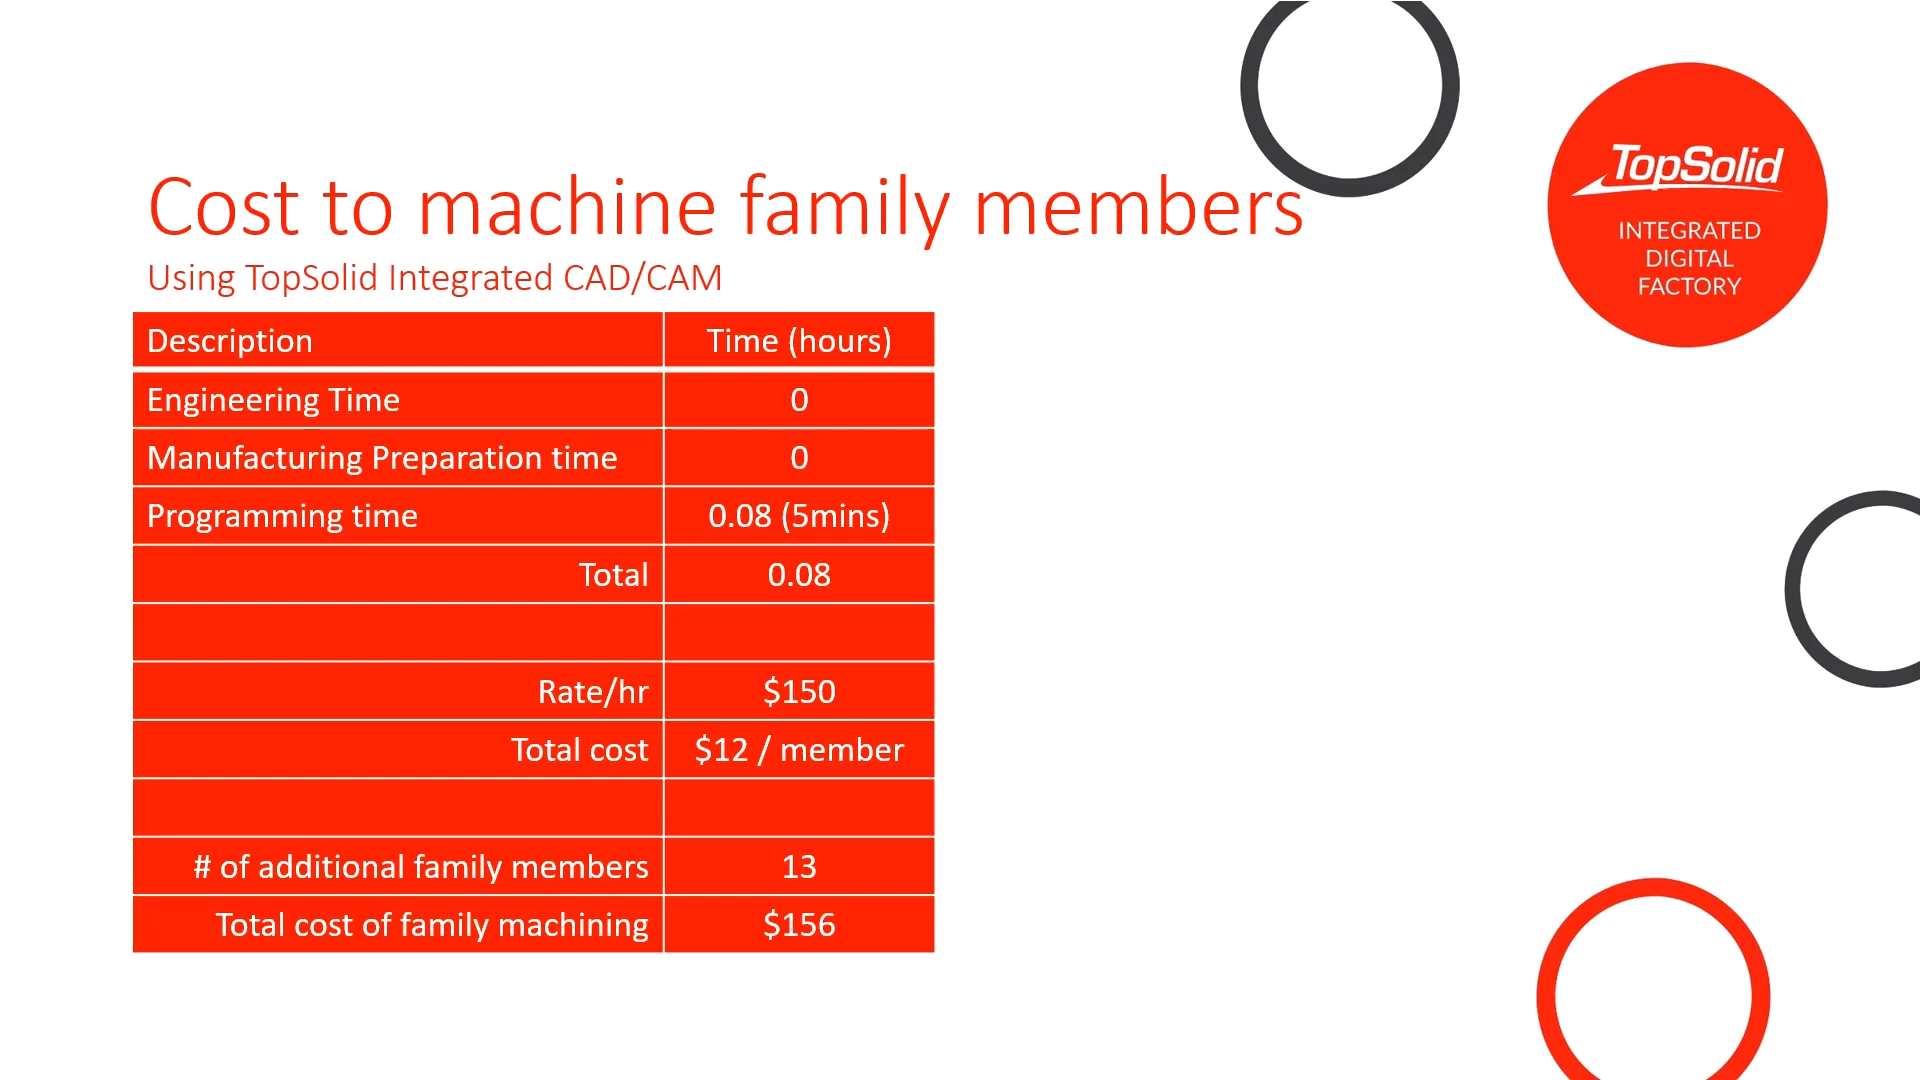 Cost to machine family members
Using TopSolid Integrated CAD/CAM
TopSolid
INTEGRATED
DIGITAL
FACTORY
Description Time (hours)
Engineering Time 0
Manufacturing Preparation time 0
Programming time 0.08 (5mins)
Total 0.08
Rate/hr $150
Total cost $12 / member
# of additional family members 13
Total cost of family machining $156